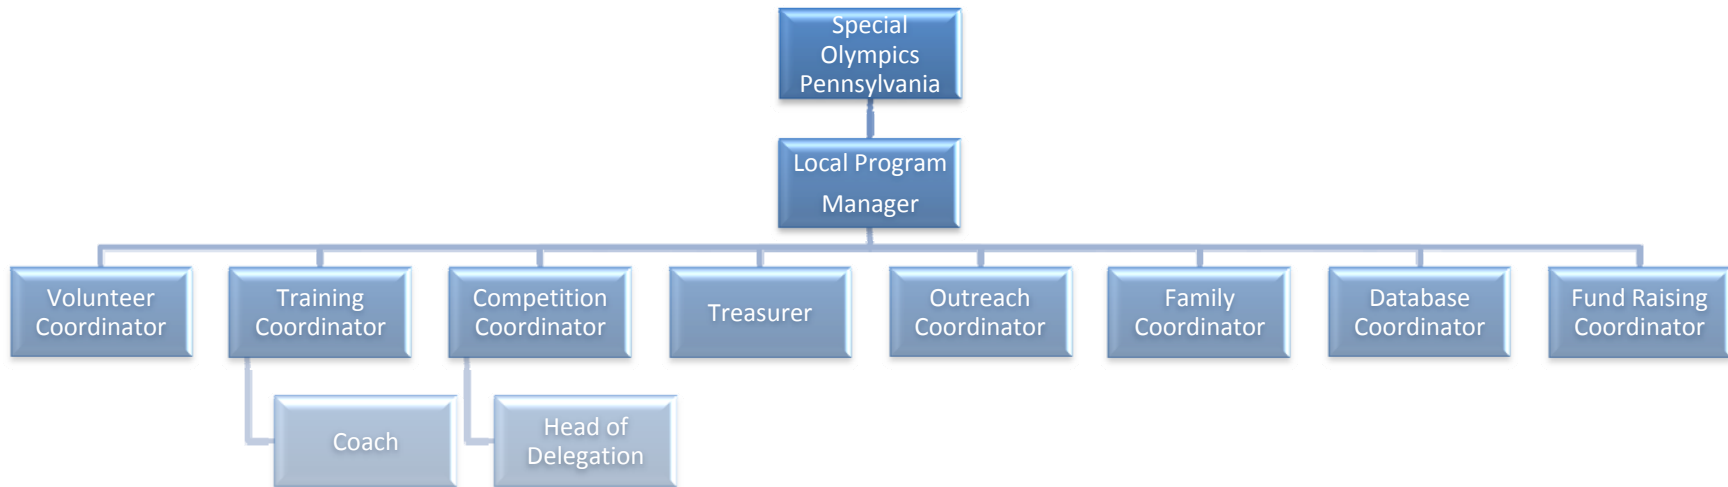 Special
Olympics
Pennsylvania
Local Program
Manager
Volunteer
Coordinator
Training
Coordinator
Competition
Coordinator
Treasurer
Outreach
Coordinator
Family
Coordinator
Database
Coordinator
Fund Raising
Coordinator
Coach
Head of
Delegation